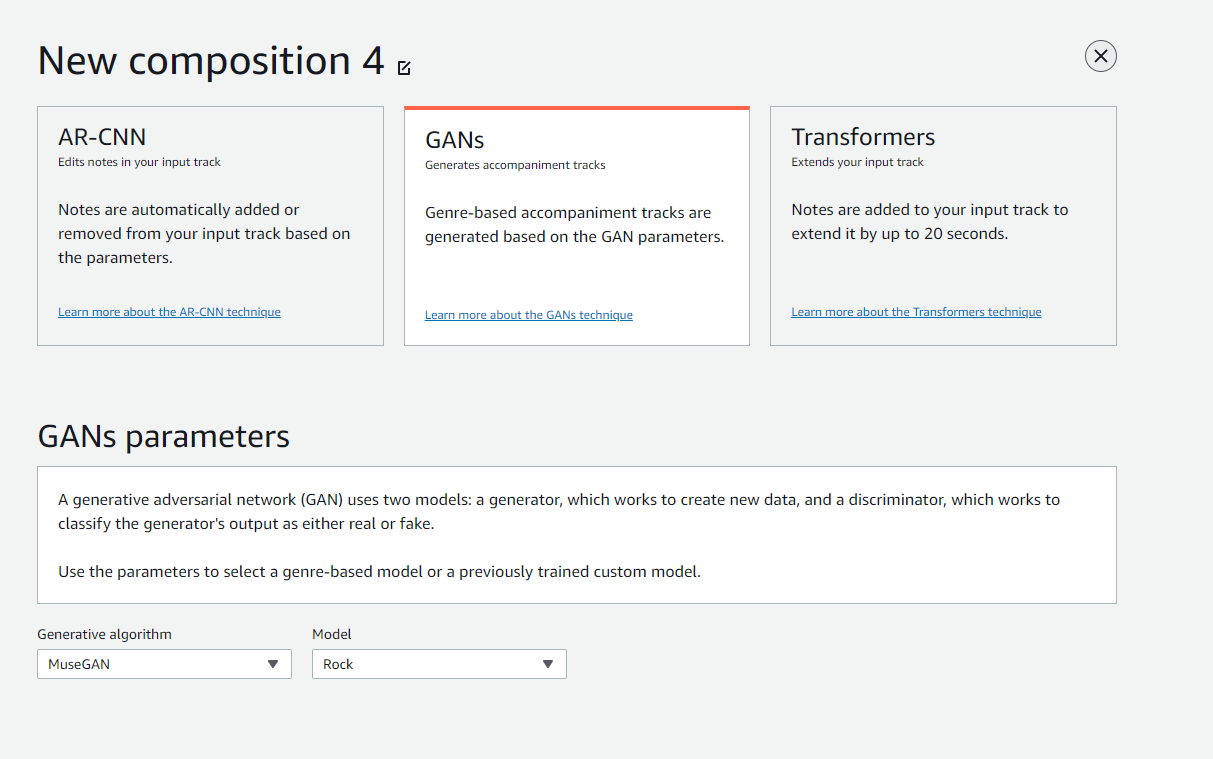 New composition 4
AR-CNN
Edits notes in your input track
Notes are automatically added or
removed from your input track based on
the parameters.
Learn more about the AR-CNN technique
GANs
Generates accompaniment tracks
Genre-based accompaniment tracks are
generated based on the GAN parameters.
Learn more about the GANs technique
Transformers
Extends your input track
Notes are added to your input track to
extend it by up to 20 seconds.
Learn more about the Transformers technique
GANs parameters
A generative adversarial network (GAN) uses two models: a generator, which works to create new data, and a discriminator, which works to
classify the generator's output as either real or fake.
Use the parameters to select a genre-based model or a previously trained custom model.
Generative algorithm
MuseGAN
Model
Rock